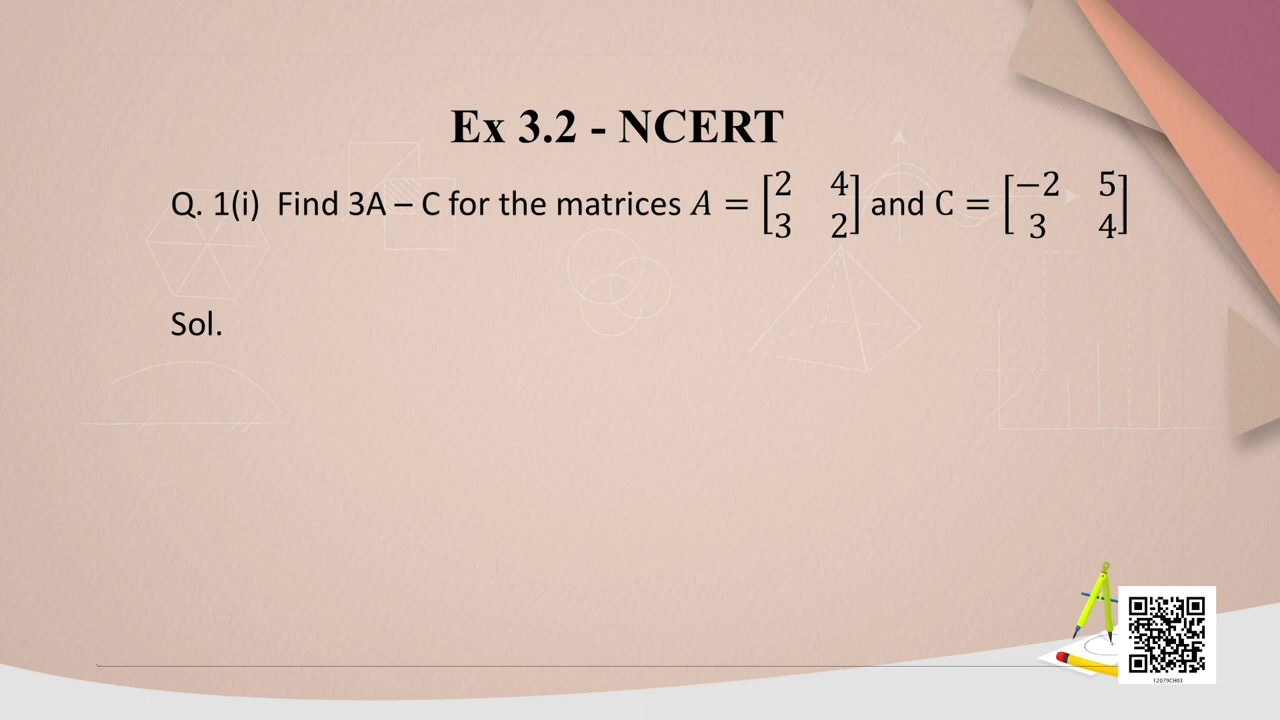 Ex 3.2 - NCERT
Q. 1(i) Find 3A – C for the matrices A = [2 4; 3 2] and C = [−2 5; 3 4]
Sol.
12079CH03